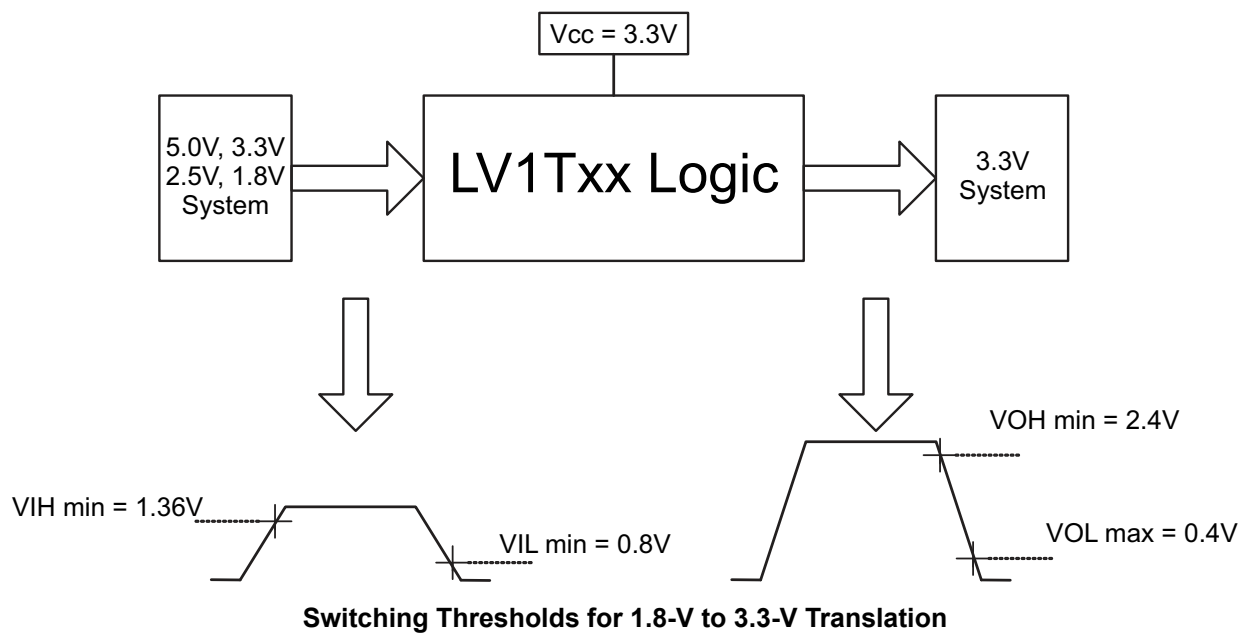 Vcc = 3.3V
5.0V, 3.3V
2.5V, 1.8V
System
LV1Txx Logic
3.3V
System
VIH min = 1.36V
VIL min = 0.8V
VOH min = 2.4V
VOL max = 0.4V
Switching Thresholds for 1.8-V to 3.3-V Translation